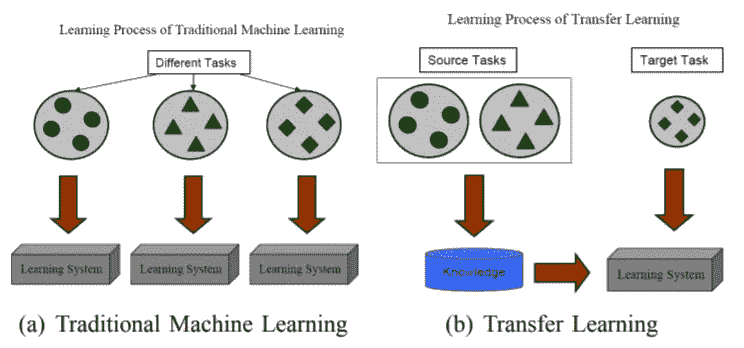 Learning Process of Traditional Machine Learning
Different Tasks
Learning System
Learning System
Learning System
(a) Traditional Machine Learning
Learning Process of Transfer Learning
Source Tasks
Target Task
Knowledge
Learning System
(b) Transfer Learning